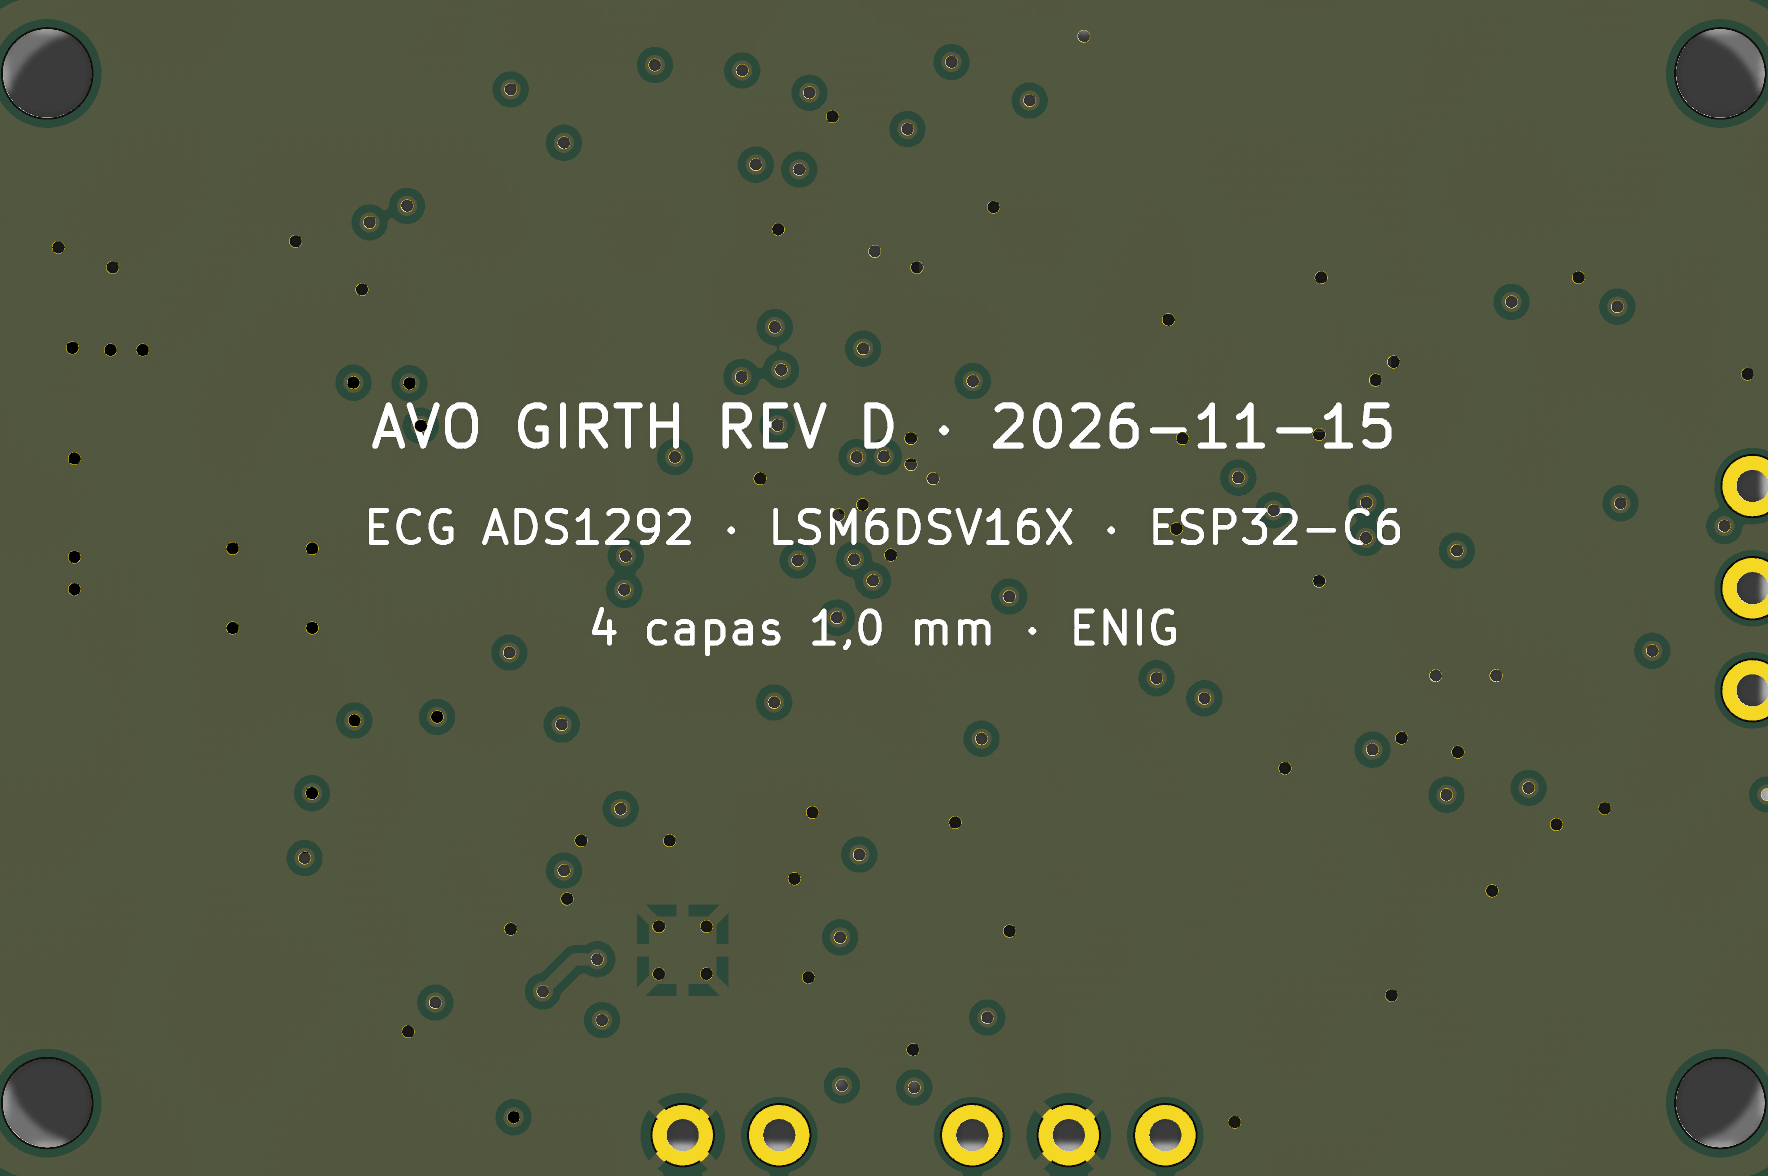 AVO GIRTH REV D · 2026-11-15
ECG ADS1292 · LSM6DSV16X · ESP32-C6
4 capas 1,0 mm · ENIG